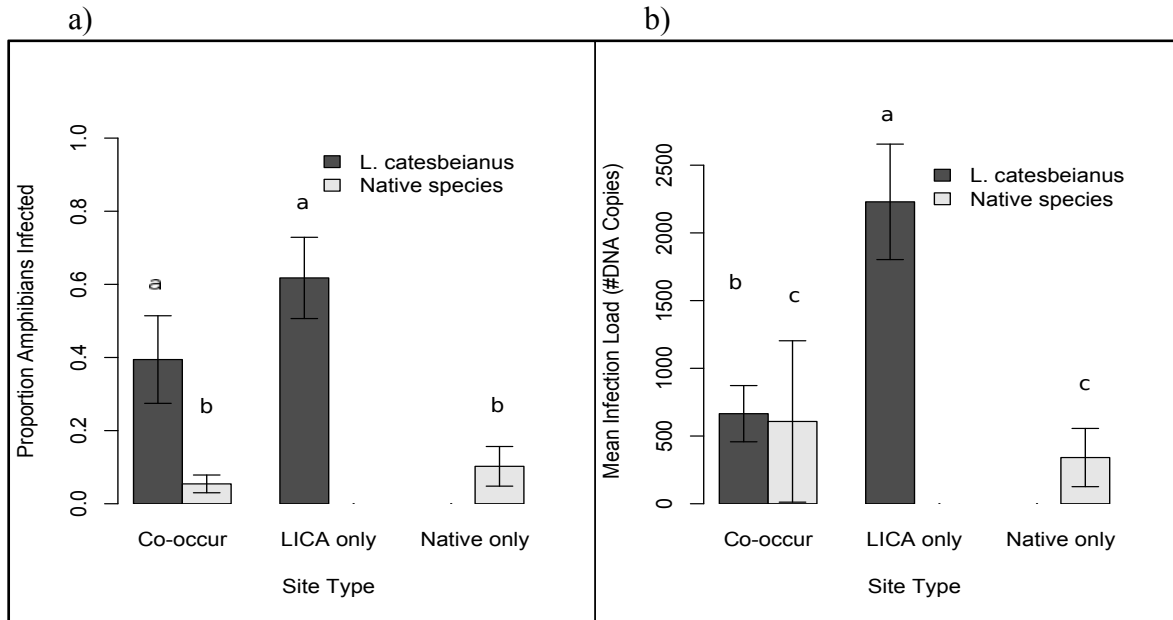 a)
Proportion Amphibians Infected
1.0
0.8
0.6
0.4
0.2
0.0
L. catesbeianus
Native species
a
b
a
b
Co-occur
LICA only
Native only
Site Type
b)
Mean Infection Load (#DNA Copies)
2500
2000
1500
1000
500
0
L. catesbeianus
Native species
b
c
a
c
Co-occur
LICA only
Native only
Site Type